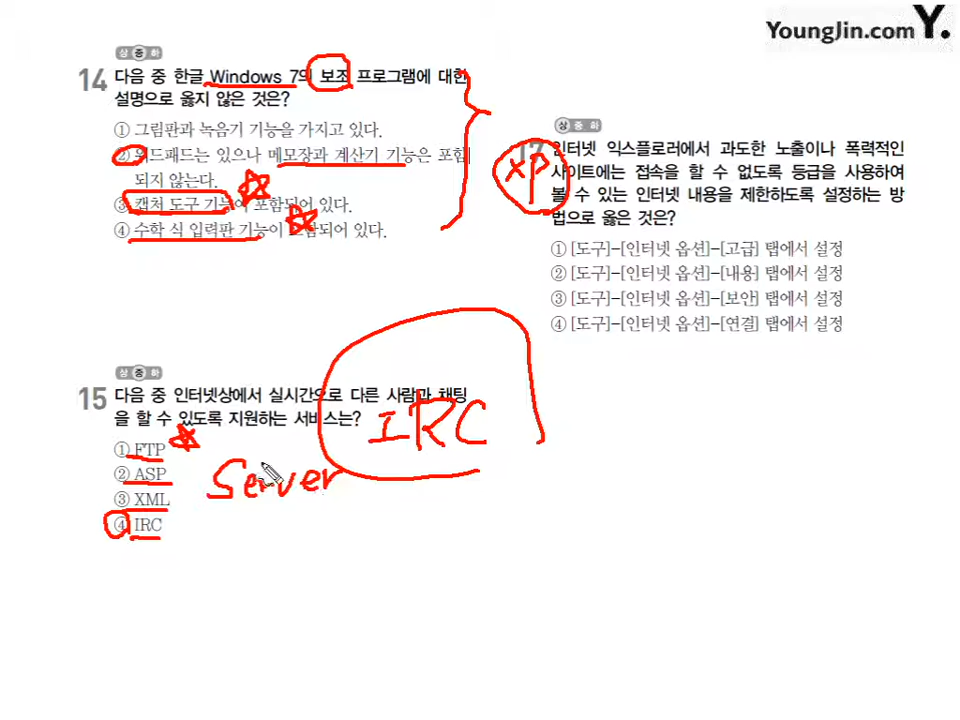 YoungJin.com Y.
상 중 하
14 다음 중 한글 Windows 7의 보조 프로그램에 대한
설명으로 옳지 않은 것은?
① 그림판과 녹음기 기능을 가지고 있다.
② 워드패드는 있으나 메모장과 계산기 기능은 포함
되지 않는다.
③ 캡처 도구 기능이 포함되어 있다.
④ 수학 식 입력판 기능이 포함되어 있다.
상 중 하
15 다음 중 인터넷상에서 실시간으로 다른 사람과 채팅
을 할 수 있도록 지원하는 서비스는?
① FTP
② ASP
③ XML
④ IRC
IRC
Server
상 중 하
17 인터넷 익스플로러에서 과도한 노출이나 폭력적인
사이트에는 접속을 할 수 없도록 등급을 사용하여
볼 수 있는 인터넷 내용을 제한하도록 설정하는 방
법으로 옳은 것은?
XP
① [도구]-[인터넷 옵션]-[고급] 탭에서 설정
② [도구]-[인터넷 옵션]-[내용] 탭에서 설정
③ [도구]-[인터넷 옵션]-[보안] 탭에서 설정
④ [도구]-[인터넷 옵션]-[연결] 탭에서 설정